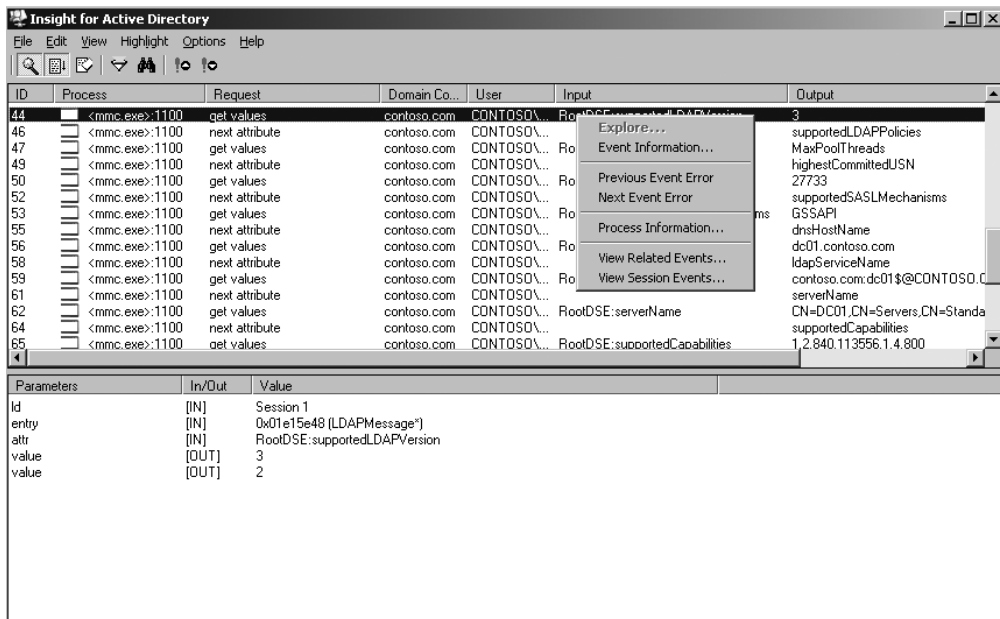 Insight for Active Directory
File Edit View Highlight Options Help
ID Process Request Domain Co... User Input Output
44 <mmc.exe>:1100 get values contoso.com CONTOSO\... RootDSE:supportedLDAPVersion 3
46 <mmc.exe>:1100 next attribute contoso.com CONTOSO\... supportedLDAPPolicies
47 <mmc.exe>:1100 get values contoso.com CONTOSO\... Ro MaxPoolThreads
49 <mmc.exe>:1100 next attribute contoso.com CONTOSO\... highestCommittedUSN
50 <mmc.exe>:1100 get values contoso.com CONTOSO\... Ro 27733
52 <mmc.exe>:1100 next attribute contoso.com CONTOSO\... supportedSASLMechanisms
53 <mmc.exe>:1100 get values contoso.com CONTOSO\... Ro ms GSSAPI
55 <mmc.exe>:1100 next attribute contoso.com CONTOSO\... dnsHostName
56 <mmc.exe>:1100 get values contoso.com CONTOSO\... Ro dc01.contoso.com
58 <mmc.exe>:1100 next attribute contoso.com CONTOSO\... ldapServiceName
59 <mmc.exe>:1100 get values contoso.com CONTOSO\... Ro contoso.com:dc01$@CONTOSO.C
61 <mmc.exe>:1100 next attribute contoso.com CONTOSO\... serverName
62 <mmc.exe>:1100 get values contoso.com CONTOSO\... RootDSE:serverName CN=DC01,CN=Servers,CN=Standa
64 <mmc.exe>:1100 next attribute contoso.com CONTOSO\... supportedCapabilities
65 <mmc.exe>:1100 get values contoso.com CONTOSO\... RootDSE:supportedCapabilities 1.2.840.113556.1.4.800
Explore...
Event Information...
Previous Event Error
Next Event Error
Process Information...
View Related Events...
View Session Events...
Parameters In/Out Value
ld [IN] Session 1
entry [IN] 0x01e15e48 (LDAPMessage*)
attr [IN] RootDSE:supportedLDAPVersion
value [OUT] 3
value [OUT] 2